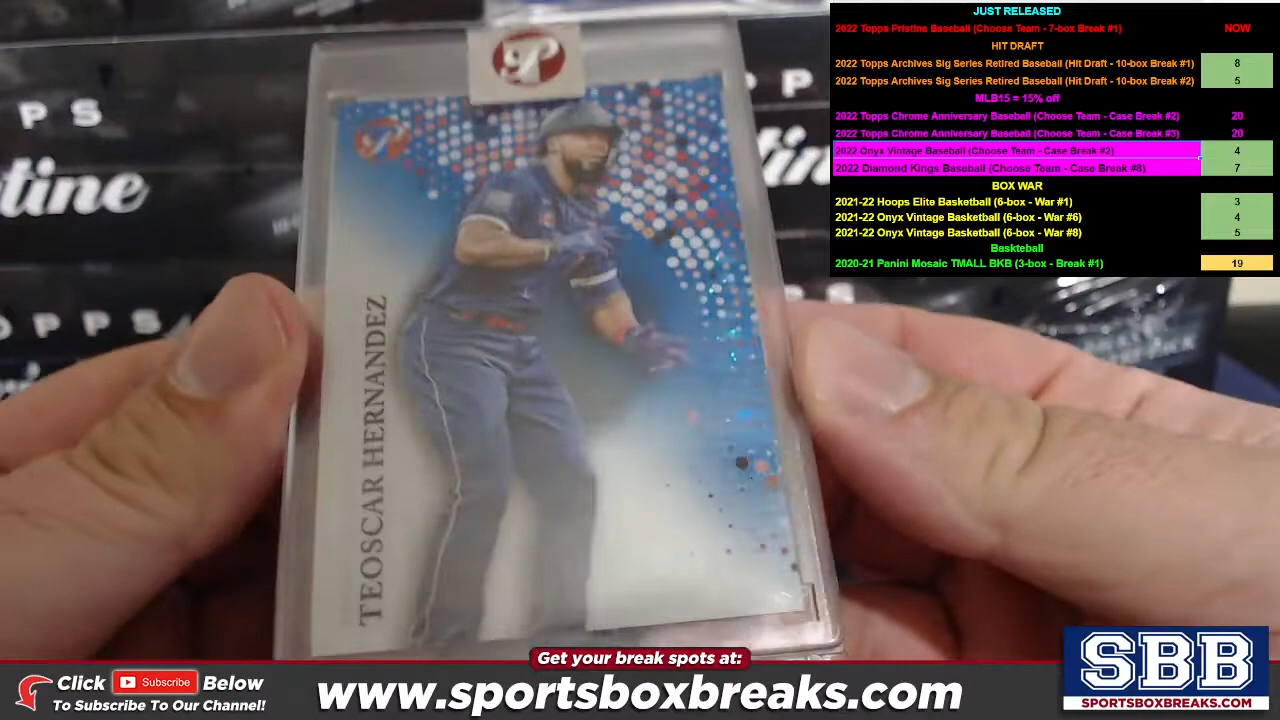 JUST RELEASED
2022 Topps Pristine Baseball (Choose Team - 7-box Break #1) NOW
HIT DRAFT
2022 Topps Archives Sig Series Retired Baseball (Hit Draft - 10-box Break #1) 8
2022 Topps Archives Sig Series Retired Baseball (Hit Draft - 10-box Break #2) 5
MLB15 = 15% off
2022 Topps Chrome Anniversary Baseball (Choose Team - Case Break #2) 20
2022 Topps Chrome Anniversary Baseball (Choose Team - Case Break #3) 20
2022 Onyx Vintage Baseball (Choose Team - Case Break #2) 4
2022 Diamond Kings Baseball (Choose Team - Case Break #8) 7
BOX WAR
2021-22 Hoops Elite Basketball (6-box - War #1) 3
2021-22 Onyx Vintage Basketball (6-box - War #6) 4
2021-22 Onyx Vintage Basketball (6-box - War #8) 5
Baskteball
2020-21 Panini Mosaic TMALL BKB (3-box - Break #1) 19
P
PS
tine
OPPS
TEOSCAR HERNANDEZ
Get your break spots at:
Click Subscribe Below
To Subscribe To Our Channel!
www.sportsboxbreaks.com
SBB
SPORTSBOXBREAKS.COM